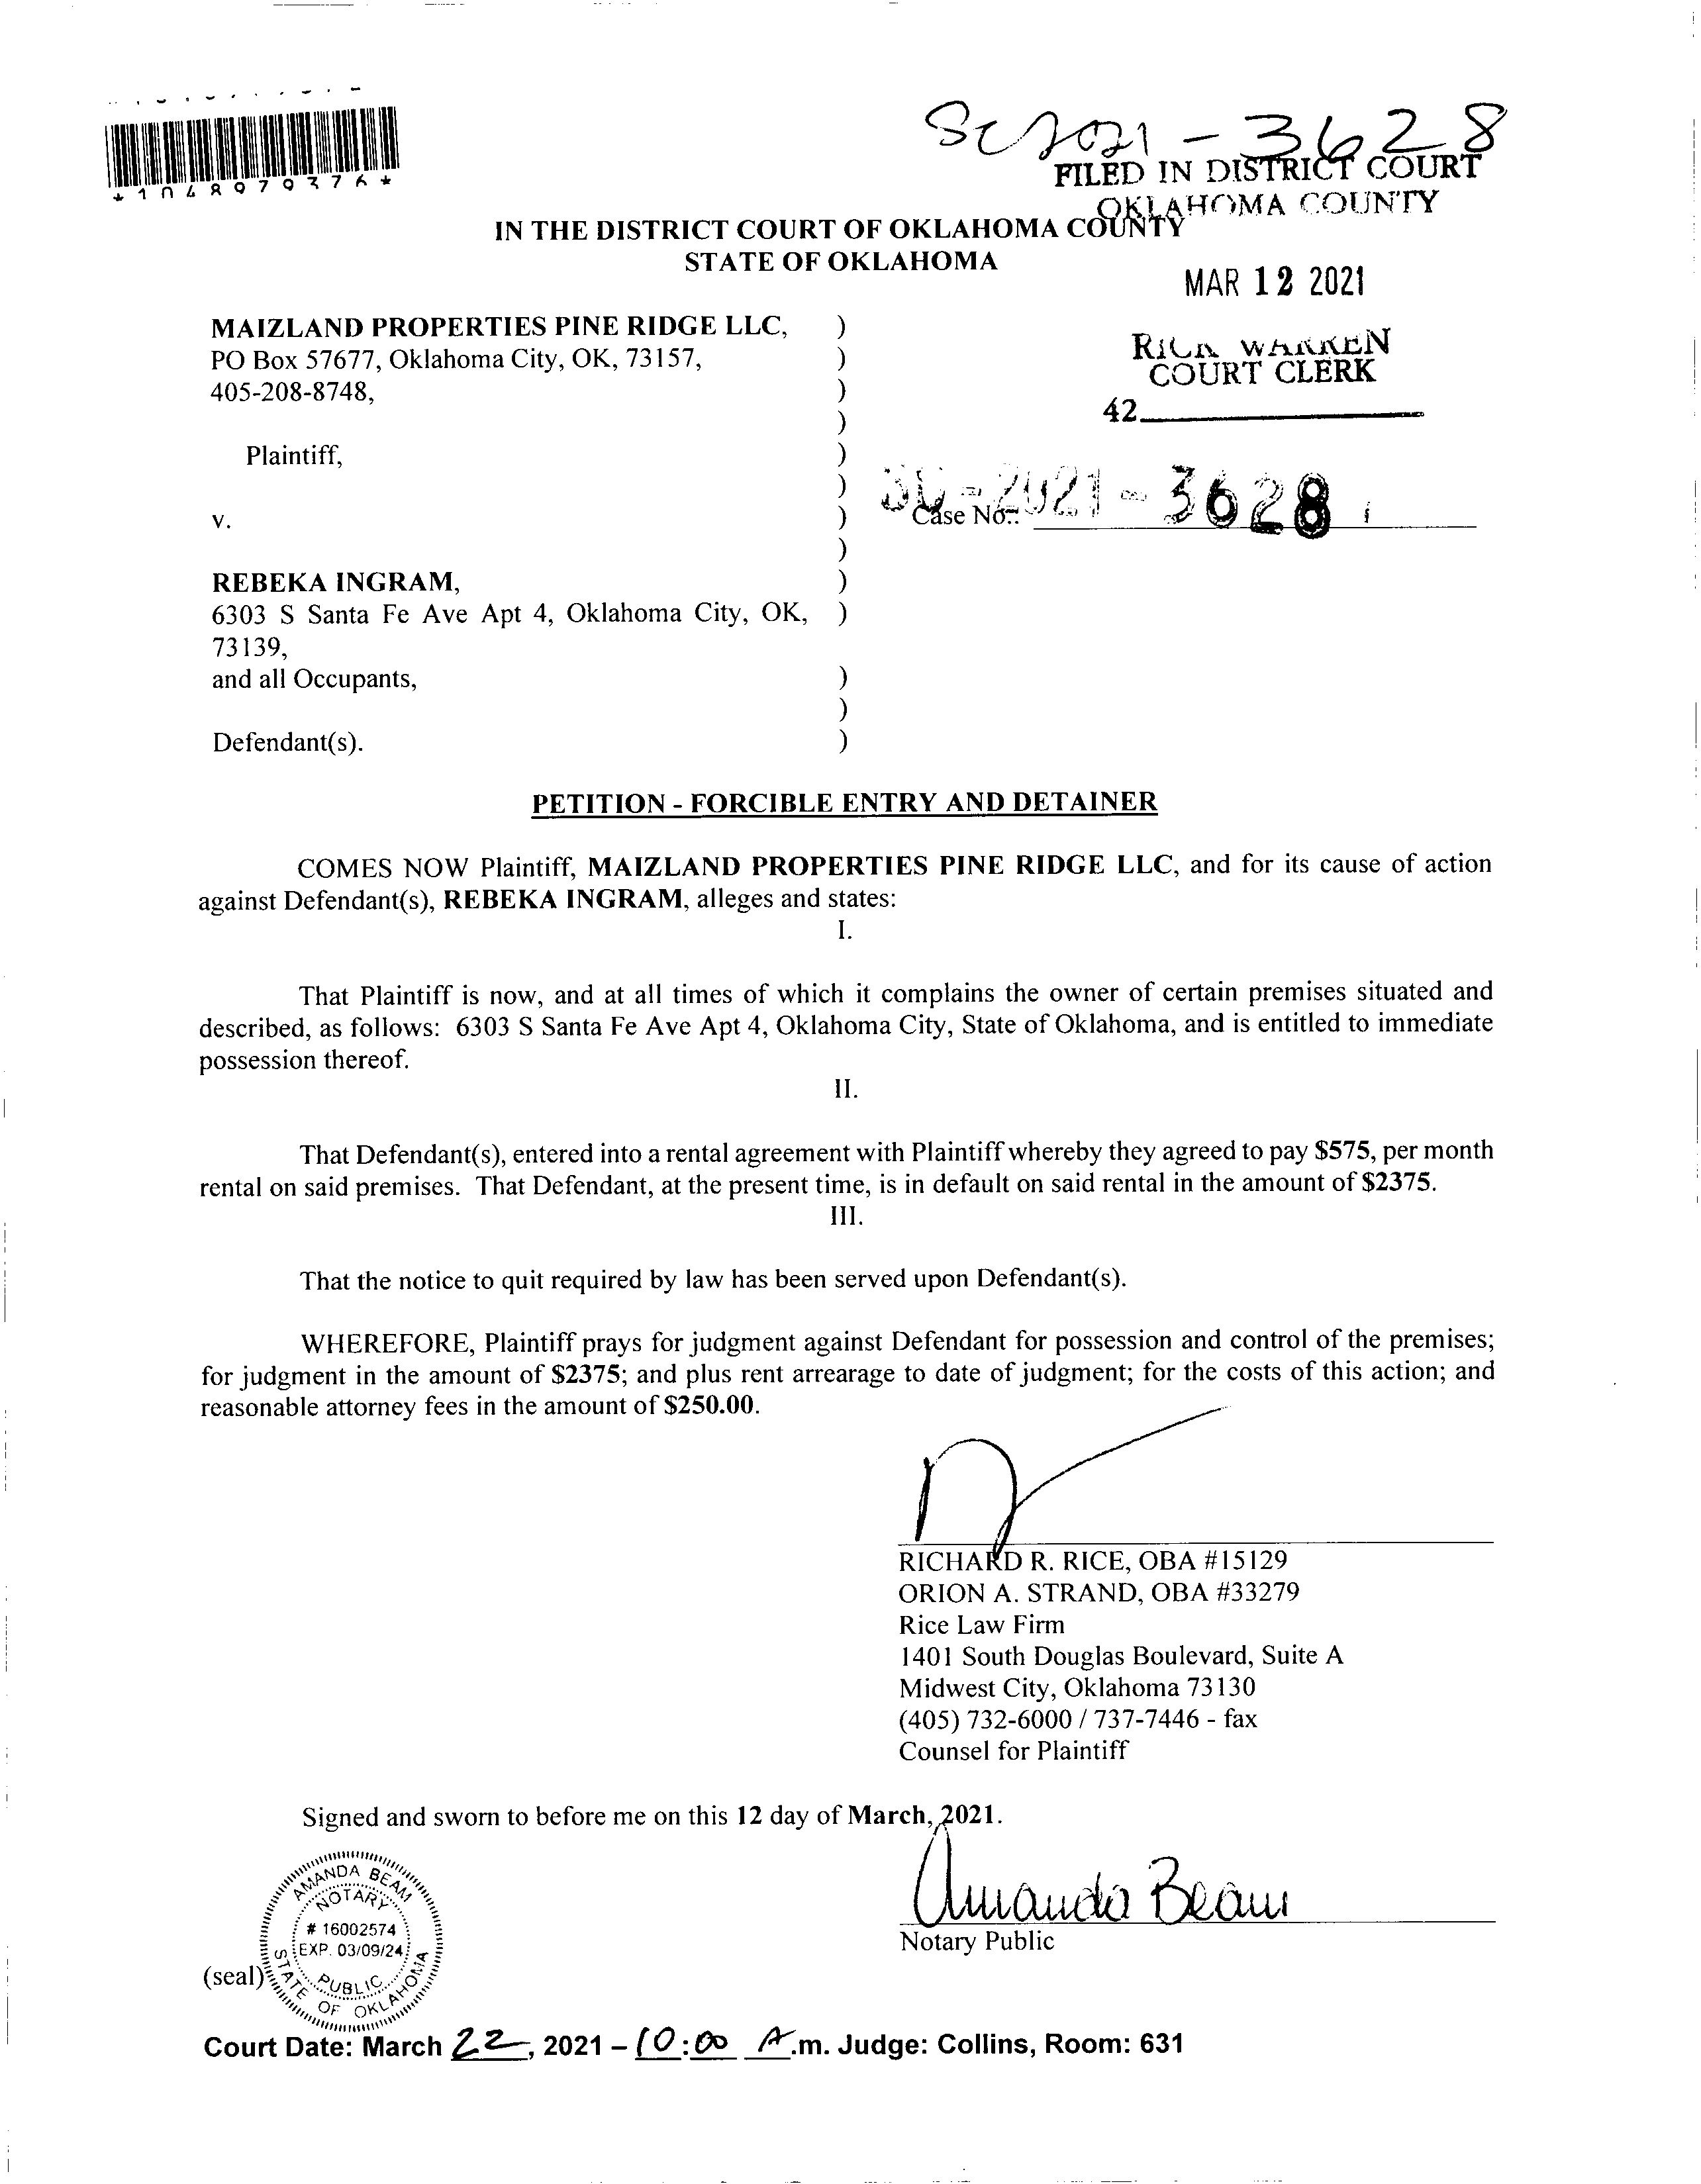 *1048979376*
SC2021-3628
FILED IN DISTRICT COURT
OKLAHOMA COUNTY
IN THE DISTRICT COURT OF OKLAHOMA COUNTY
STATE OF OKLAHOMA
MAR 12 2021
MAIZLAND PROPERTIES PINE RIDGE LLC, )
PO Box 57677, Oklahoma City, OK, 73157, )
405-208-8748, )
)
RICK WARREN
COURT CLERK
42
Plaintiff, )
)
v. )
SC-2021-3628
Case No.:
)
REBEKA INGRAM, )
6303 S Santa Fe Ave Apt 4, Oklahoma City, OK, )
73139,
and all Occupants, )
)
Defendant(s). )
PETITION - FORCIBLE ENTRY AND DETAINER
COMES NOW Plaintiff, MAIZLAND PROPERTIES PINE RIDGE LLC, and for its cause of action
against Defendant(s), REBEKA INGRAM, alleges and states:
I.
That Plaintiff is now, and at all times of which it complains the owner of certain premises situated and
described, as follows: 6303 S Santa Fe Ave Apt 4, Oklahoma City, State of Oklahoma, and is entitled to immediate
possession thereof.
II.
That Defendant(s), entered into a rental agreement with Plaintiff whereby they agreed to pay $575, per month
rental on said premises. That Defendant, at the present time, is in default on said rental in the amount of $2375.
III.
That the notice to quit required by law has been served upon Defendant(s).
WHEREFORE, Plaintiff prays for judgment against Defendant for possession and control of the premises;
for judgment in the amount of $2375; and plus rent arrearage to date of judgment; for the costs of this action; and
reasonable attorney fees in the amount of $250.00.
RICHARD R. RICE, OBA #15129
ORION A. STRAND, OBA #33279
Rice Law Firm
1401 South Douglas Boulevard, Suite A
Midwest City, Oklahoma 73130
(405) 732-6000 / 737-7446 - fax
Counsel for Plaintiff
Signed and sworn to before me on this 12 day of March, 2021.
Amanda Beam
Notary Public
AMANDA BEAM
NOTARY
# 16002574
EXP. 03/09/24
PUBLIC
STATE OF OKLAHOMA
(seal)
Court Date: March 22, 2021 – 10:00 A.m. Judge: Collins, Room: 631